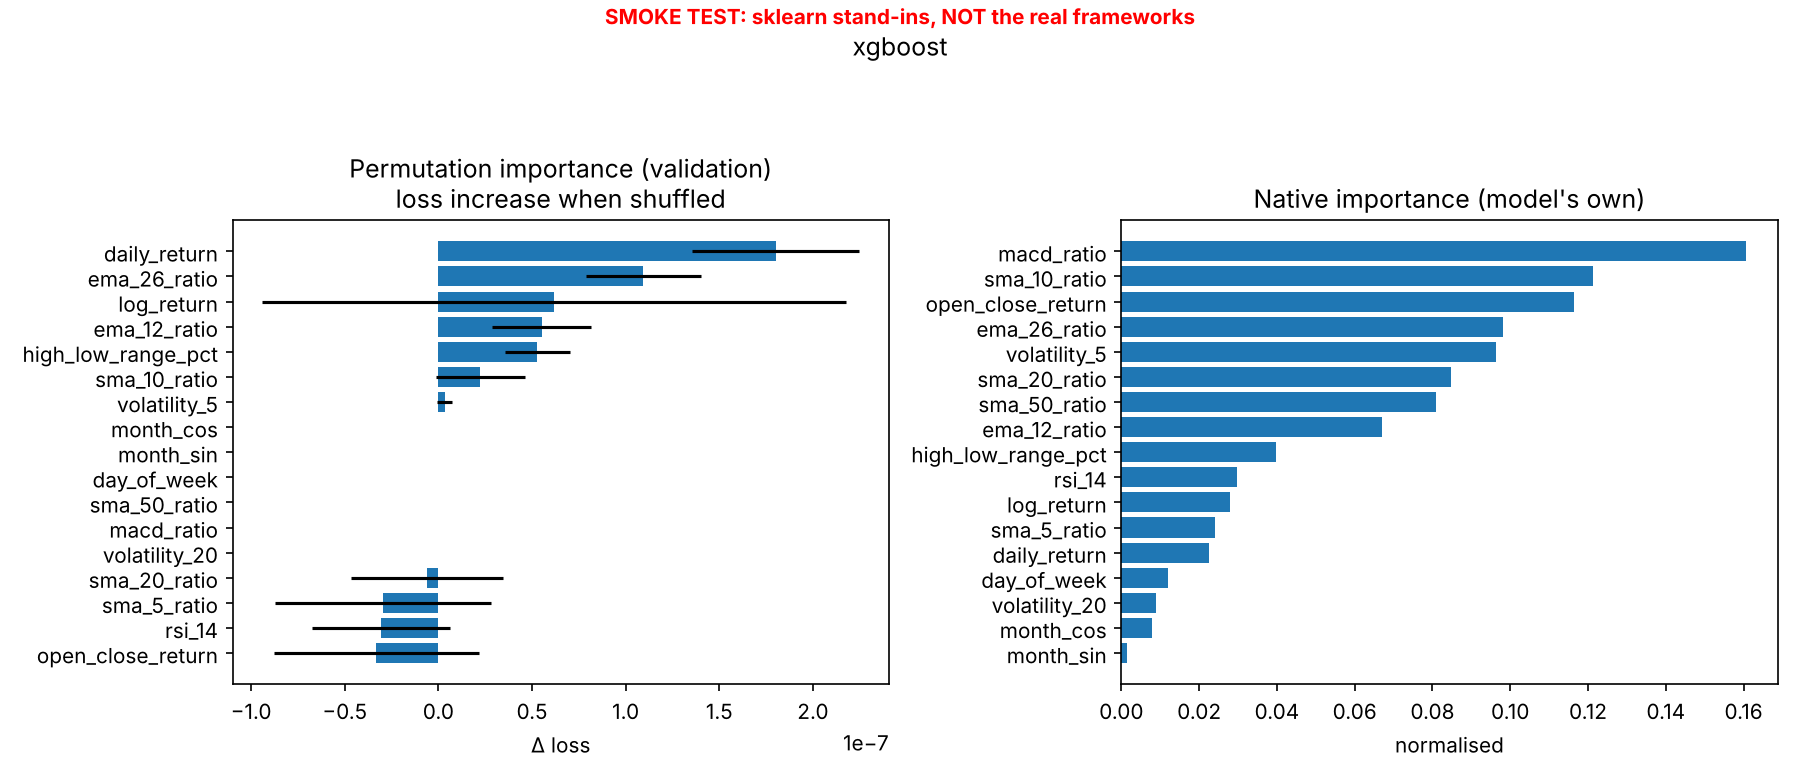 SMOKE TEST: sklearn stand-ins, NOT the real frameworks
xgboost
Permutation importance (validation)
loss increase when shuffled
daily_return
ema_26_ratio
log_return
ema_12_ratio
high_low_range_pct
sma_10_ratio
volatility_5
month_cos
month_sin
day_of_week
sma_50_ratio
macd_ratio
volatility_20
sma_20_ratio
sma_5_ratio
rsi_14
open_close_return
−1.0 −0.5 0.0 0.5 1.0 1.5 2.0
1e−7
Δ loss
Native importance (model's own)
macd_ratio
sma_10_ratio
open_close_return
ema_26_ratio
volatility_5
sma_20_ratio
sma_50_ratio
ema_12_ratio
high_low_range_pct
rsi_14
log_return
sma_5_ratio
daily_return
day_of_week
volatility_20
month_cos
month_sin
0.00 0.02 0.04 0.06 0.08 0.10 0.12 0.14 0.16
normalised